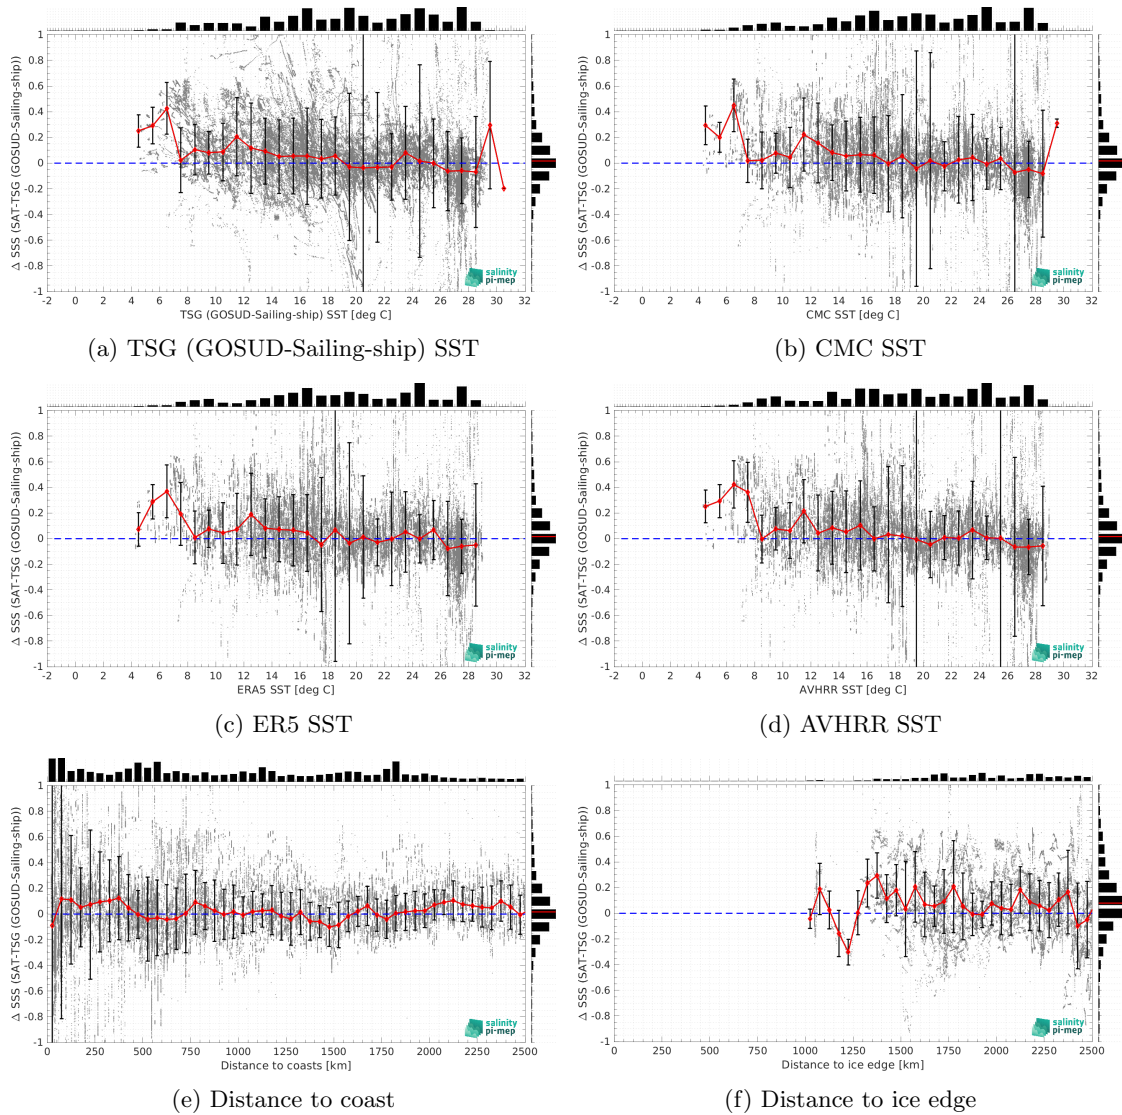 1
0.8
0.6
0.4
0.2
0
-0.2
-0.4
-0.6
-0.8
-1
Δ SSS (SAT-TSG (GOSUD-Sailing-ship))
-2 0 2 4 6 8 10 12 14 16 18 20 22 24 26 28 30 32
TSG (GOSUD-Sailing-ship) SST [deg C]
salinity
pi-mep
(a) TSG (GOSUD-Sailing-ship) SST
1
0.8
0.6
0.4
0.2
0
-0.2
-0.4
-0.6
-0.8
-1
Δ SSS (SAT-TSG (GOSUD-Sailing-ship))
-2 0 2 4 6 8 10 12 14 16 18 20 22 24 26 28 30 32
CMC SST [deg C]
salinity
pi-mep
(b) CMC SST
1
0.8
0.6
0.4
0.2
0
-0.2
-0.4
-0.6
-0.8
-1
Δ SSS (SAT-TSG (GOSUD-Sailing-ship))
-2 0 2 4 6 8 10 12 14 16 18 20 22 24 26 28 30 32
ERA5 SST [deg C]
salinity
pi-mep
(c) ER5 SST
1
0.8
0.6
0.4
0.2
0
-0.2
-0.4
-0.6
-0.8
-1
Δ SSS (SAT-TSG (GOSUD-Sailing-ship))
-2 0 2 4 6 8 10 12 14 16 18 20 22 24 26 28 30 32
AVHRR SST [deg C]
salinity
pi-mep
(d) AVHRR SST
1
0.8
0.6
0.4
0.2
0
-0.2
-0.4
-0.6
-0.8
-1
Δ SSS (SAT-TSG (GOSUD-Sailing-ship))
0 250 500 750 1000 1250 1500 1750 2000 2250 2500
Distance to coasts [km]
salinity
pi-mep
(e) Distance to coast
1
0.8
0.6
0.4
0.2
0
-0.2
-0.4
-0.6
-0.8
-1
Δ SSS (SAT-TSG (GOSUD-Sailing-ship))
0 250 500 750 1000 1250 1500 1750 2000 2250 2500
Distance to ice edge [km]
salinity
pi-mep
(f) Distance to ice edge